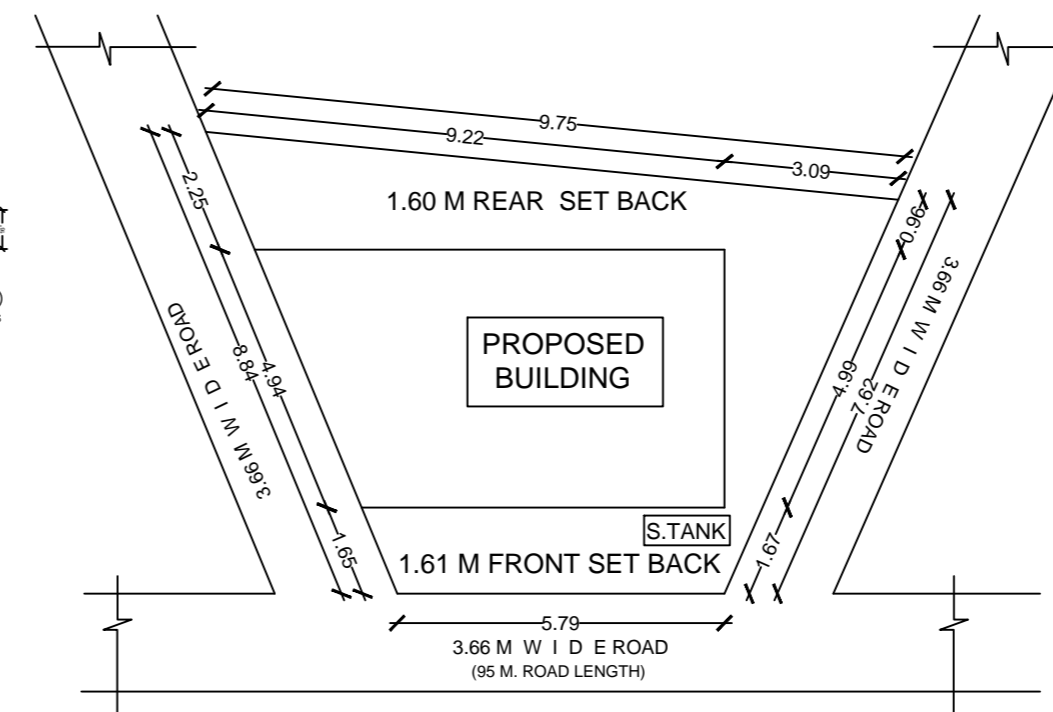 9.75
9.22
3.09
2.25
0.96
1.60 M REAR SET BACK
3.66 M W I D E ROAD
3.66 M W I D E ROAD
PROPOSED
BUILDING
8.84
4.94
4.99
7.62
S.TANK
1.65
1.61 M FRONT SET BACK
1.67
5.79
3.66 M W I D E ROAD
(95 M. ROAD LENGTH)